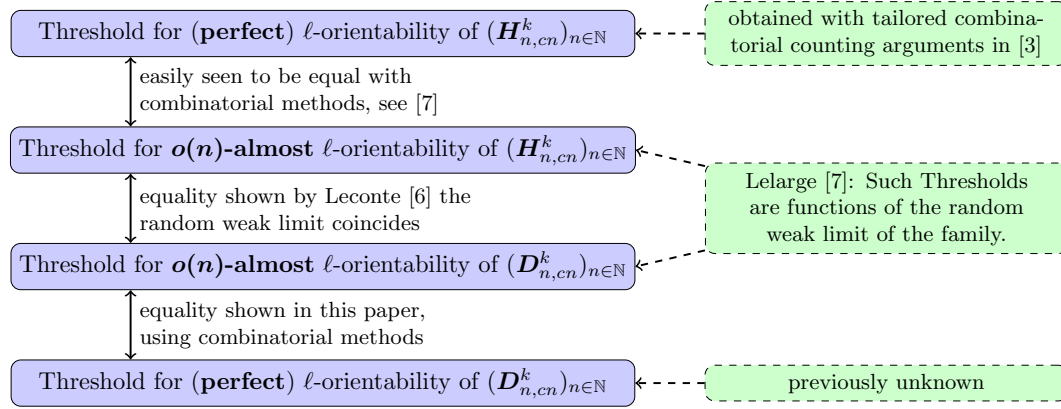 Threshold for (perfect) ℓ-orientability of (H^k_{n,cn})_{n∈ℕ}
obtained with tailored combina-
torial counting arguments in [3]
easily seen to be equal with
combinatorial methods, see [7]
Threshold for o(n)-almost ℓ-orientability of (H^k_{n,cn})_{n∈ℕ}
equality shown by Leconte [6] the
random weak limit coincides
Lelarge [7]: Such Thresholds
are functions of the random
weak limit of the family.
Threshold for o(n)-almost ℓ-orientability of (D^k_{n,cn})_{n∈ℕ}
equality shown in this paper,
using combinatorial methods
Threshold for (perfect) ℓ-orientability of (D^k_{n,cn})_{n∈ℕ}
previously unknown